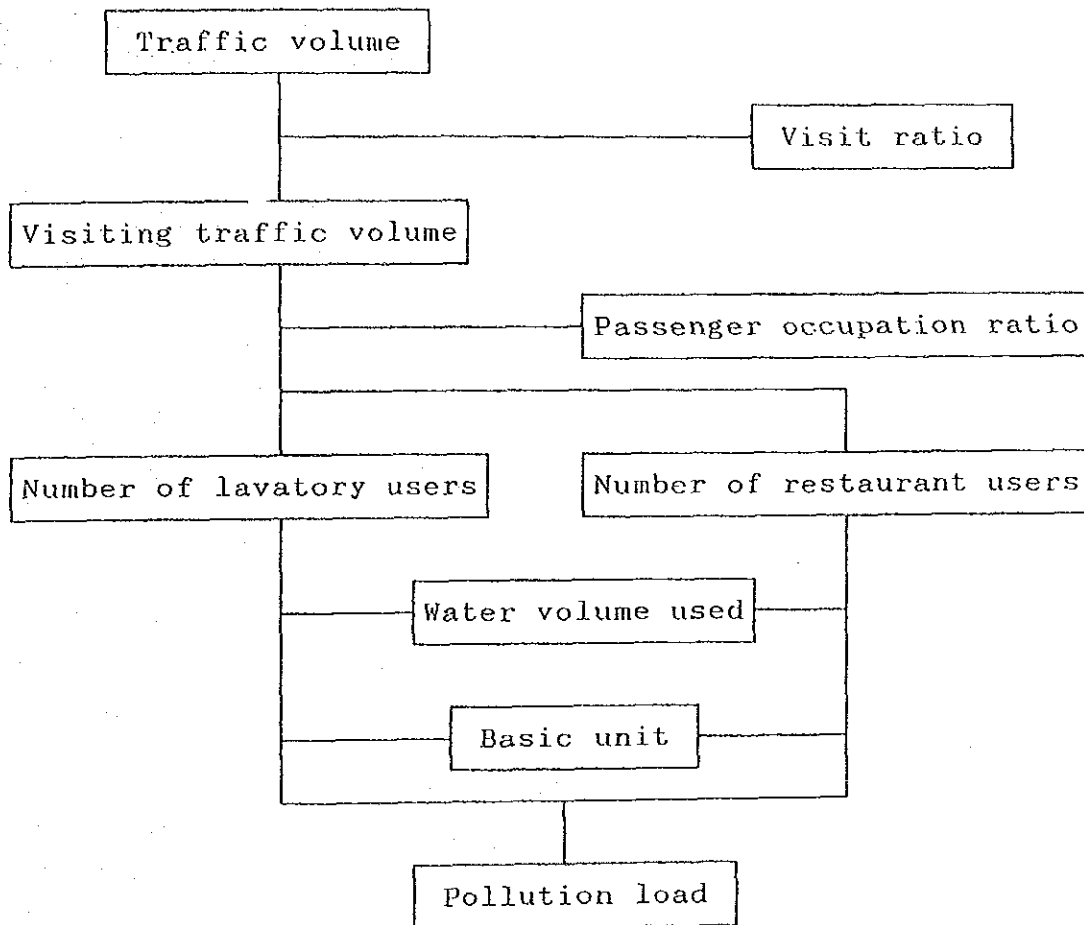 Traffic volume
Visit ratio
Visiting traffic volume
Passenger occupation ratio
Number of lavatory users
Number of restaurant users
Water volume used
Basic unit
Pollution load